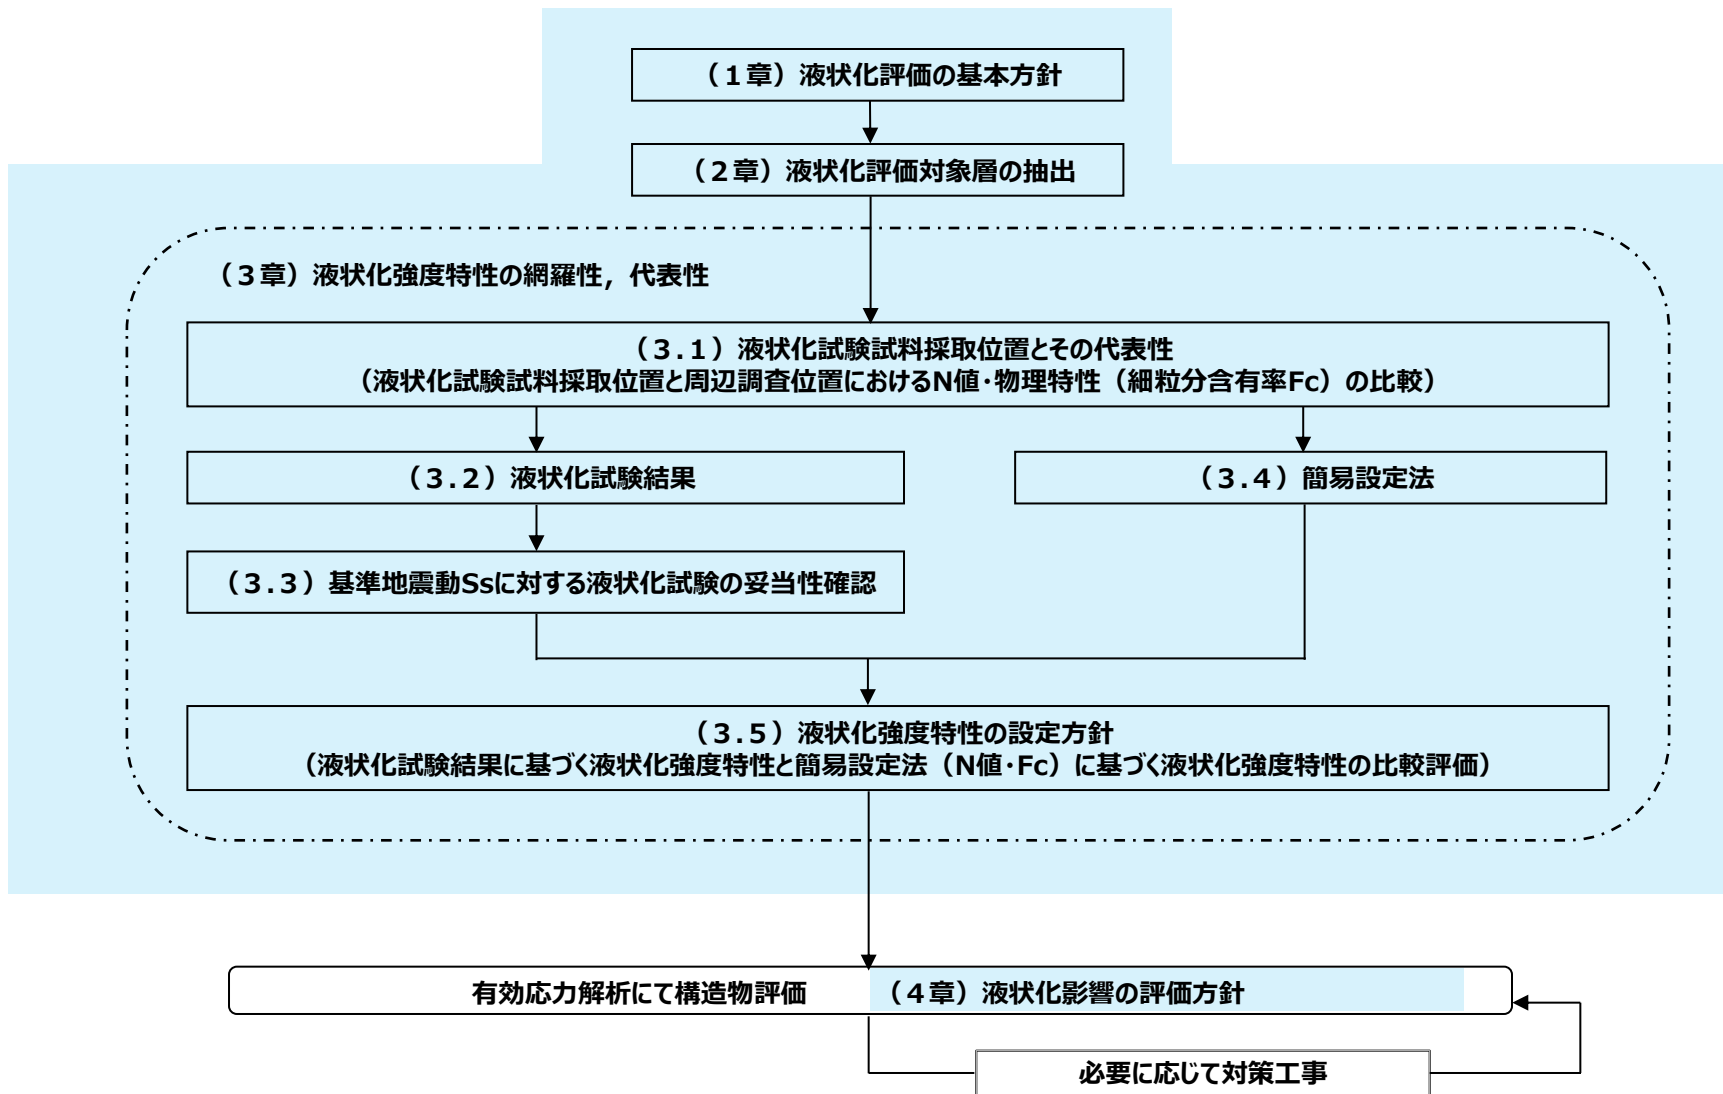 （１章）液状化評価の基本方針
（２章）液状化評価対象層の抽出
（３章）液状化強度特性の網羅性，代表性
（３.１）液状化試験試料採取位置とその代表性
（液状化試験試料採取位置と周辺調査位置におけるN値・物理特性（細粒分含有率Fc）の比較）
（３.２）液状化試験結果
（３.４）簡易設定法
（３.３）基準地震動Ssに対する液状化試験の妥当性確認
（３.５）液状化強度特性の設定方針
（液状化試験結果に基づく液状化強度特性と簡易設定法（N値・Fc）に基づく液状化強度特性の比較評価）
有効応力解析にて構造物評価
（４章）液状化影響の評価方針
必要に応じて対策工事